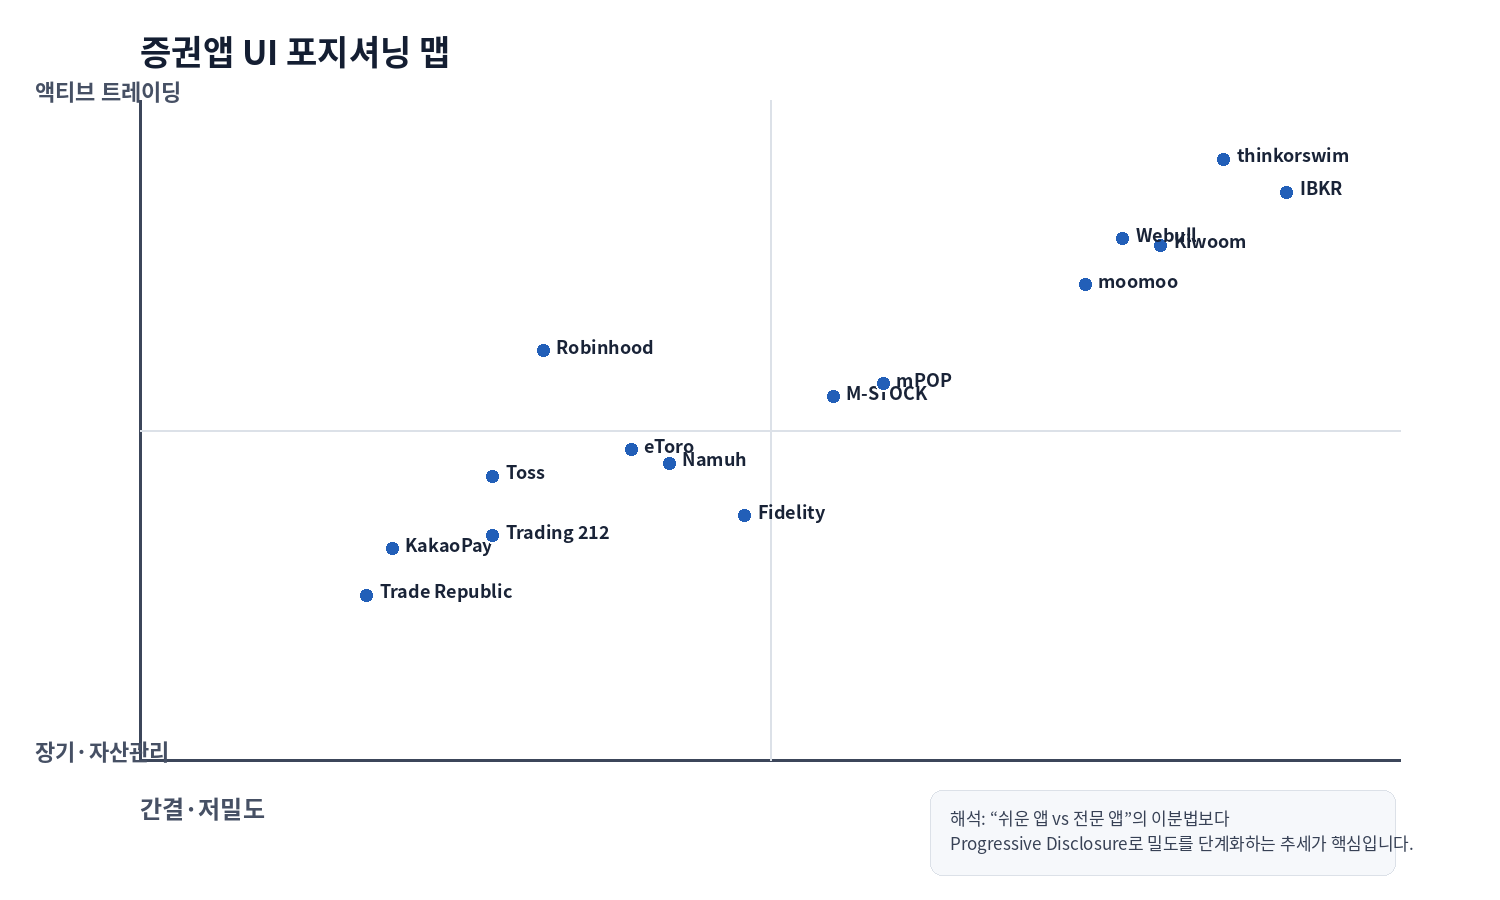 증권앱 UI 포지셔닝 맵
액티브 트레이딩
thinkorswim
IBKR
Webull
Kiwoom
moomoo
Robinhood
mPOP
M-STOCK
eToro
Namuh
Toss
Fidelity
Trading 212
KakaoPay
Trade Republic
장기·자산관리
간결·저밀도
해석: “쉬운 앱 vs 전문 앱”의 이분법보다
Progressive Disclosure로 밀도를 단계화하는 추세가 핵심입니다.